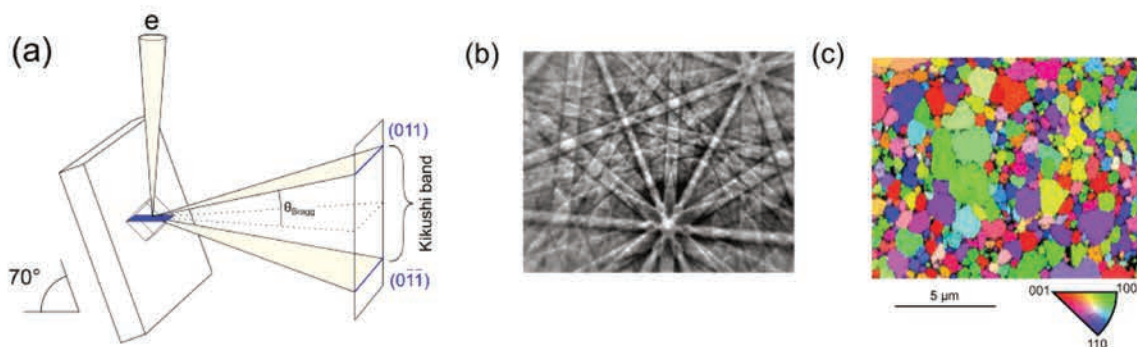 (a)
e
(011)
Kikushi band
θBragg
(01̅1̅)
70°
(b)
(c)
5 µm
001
100
110